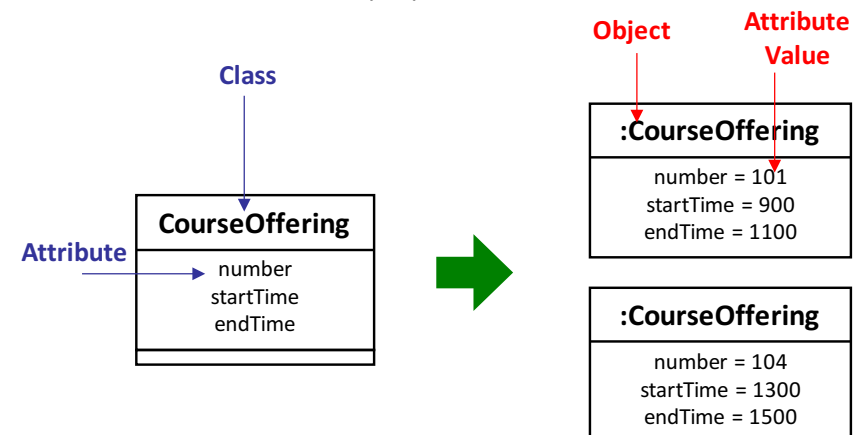 Class
CourseOffering
Attribute
number
startTime
endTime
Object
Attribute
Value
:CourseOffering
number = 101
startTime = 900
endTime = 1100
:CourseOffering
number = 104
startTime = 1300
endTime = 1500